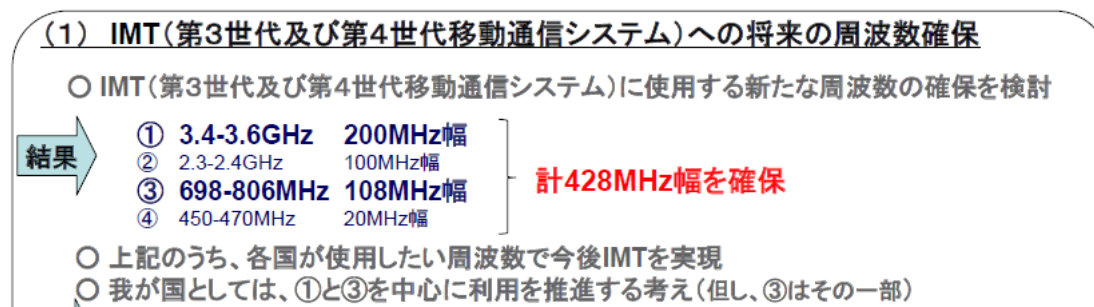 (1) IMT(第3世代及び第4世代移動通信システム)への将来の周波数確保
○ IMT(第3世代及び第4世代移動通信システム)に使用する新たな周波数の確保を検討
結果
① 3.4-3.6GHz 200MHz幅
② 2.3-2.4GHz 100MHz幅
③ 698-806MHz 108MHz幅
④ 450-470MHz 20MHz幅
計428MHz幅を確保
○ 上記のうち、各国が使用したい周波数で今後IMTを実現
○ 我が国としては、①と③を中心に利用を推進する考え(但し、③はその一部)